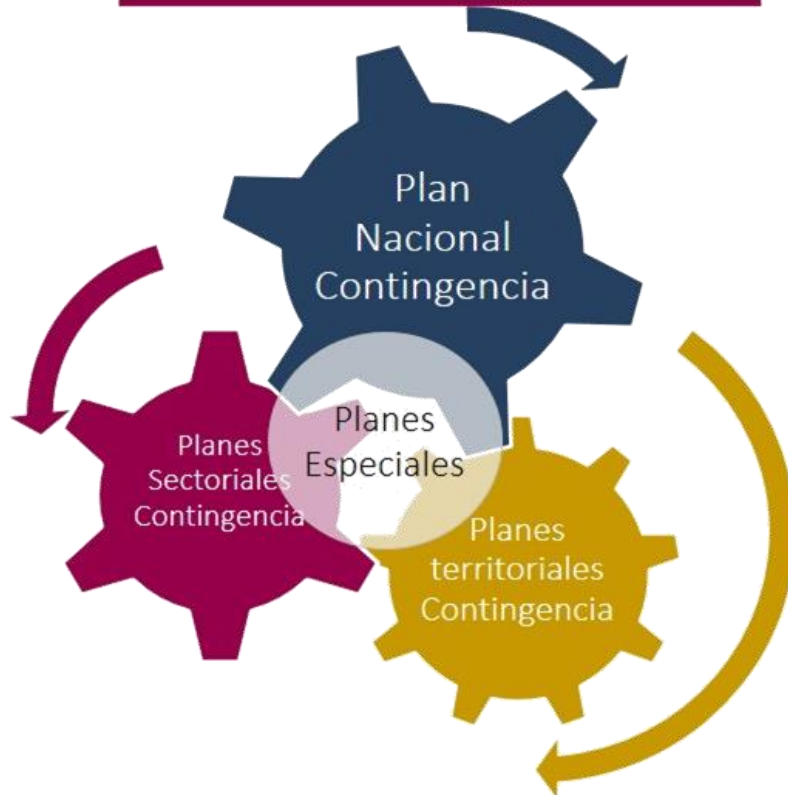 Plan
Nacional
Contingencia
Planes
Especiales
Planes
Sectoriales
Contingencia
Planes
territoriales
Contingencia